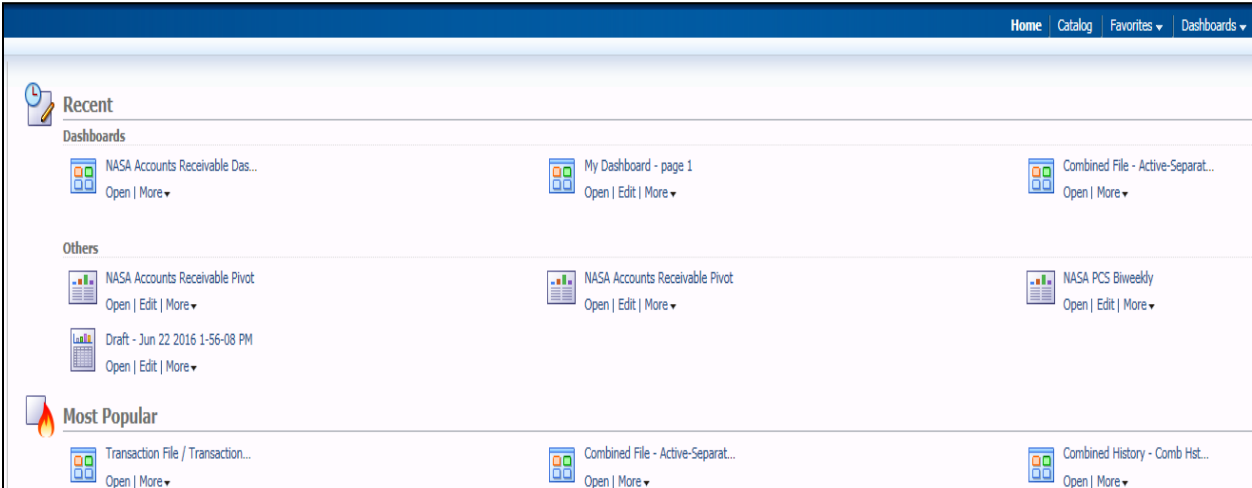 Home Catalog Favorites Dashboards
Recent
Dashboards
NASA Accounts Receivable Das... My Dashboard - page 1 Combined File - Active-Separat...
Open | More Open | Edit | More Open | More
Others
NASA Accounts Receivable Pivot NASA Accounts Receivable Pivot NASA PCS Biweekly
Open | Edit | More Open | Edit | More Open | Edit | More
Draft - Jun 22 2016 1-56-08 PM
Open | Edit | More
Most Popular
Transaction File / Transaction... Combined File - Active-Separat... Combined History - Comb Hst...
Open | More Open | More Open | More